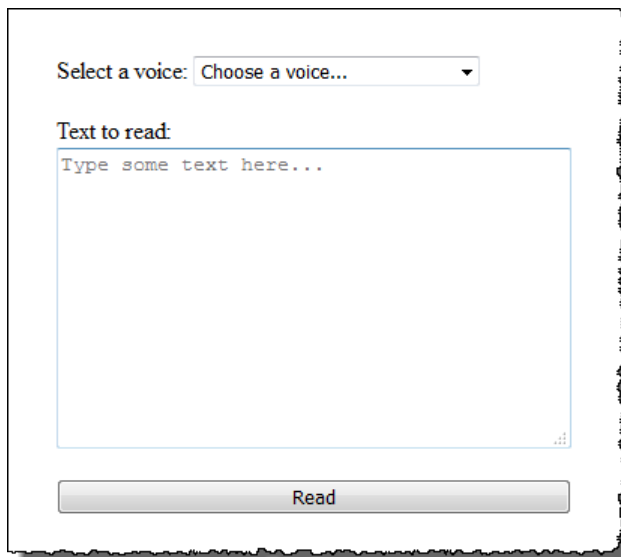 Select a voice: Choose a voice...
Text to read:
Type some text here...
Read